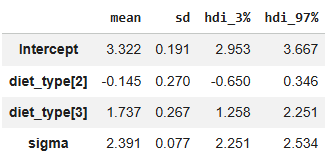 mean sd hdi_3% hdi_97%
Intercept 3.322 0.191 2.953 3.667
diet_type[2] -0.145 0.270 -0.650 0.346
diet_type[3] 1.737 0.267 1.258 2.251
sigma 2.391 0.077 2.251 2.534